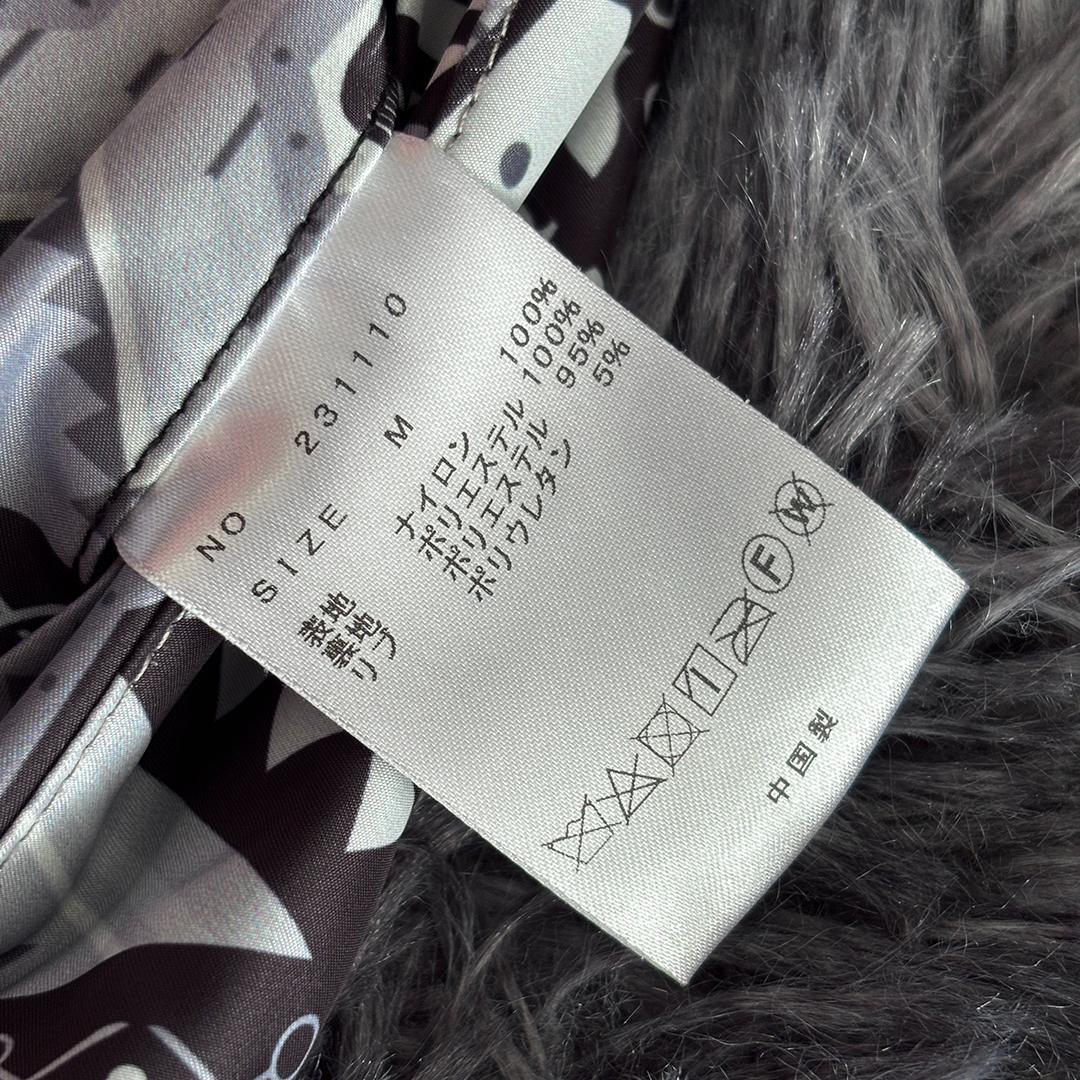 NO 231110
SIZE M
表地 ナイロン 100%
裏地 ポリエステル 100%
リブ ポリエステル 95%
ポリウレタン 5%
F W
中国製